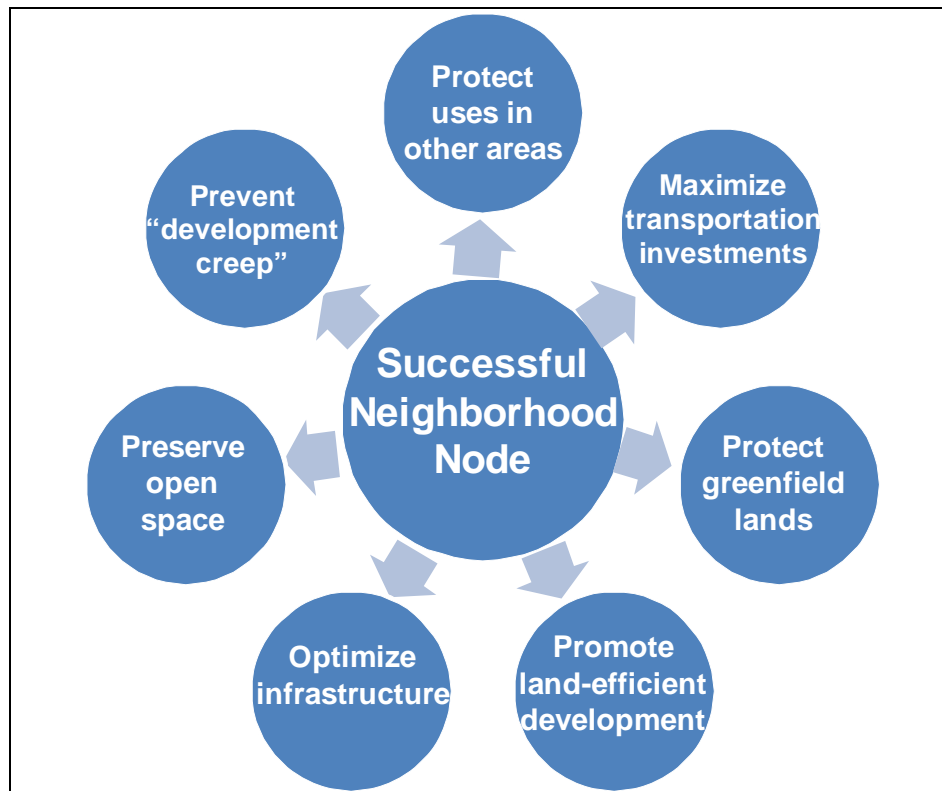 Protect
uses in
other areas
Prevent
“development
creep”
Maximize
transportation
investments
Successful
Neighborhood
Node
Preserve
open
space
Protect
greenfield
lands
Optimize
infrastructure
Promote
land-efficient
development